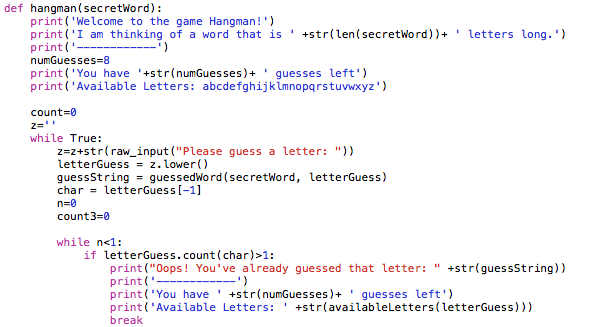 def hangman(secretWord):
    print('Welcome to the game Hangman!')
    print('I am thinking of a word that is ' +str(len(secretWord))+ ' letters long.')
    print('------------')
    numGuesses=8
    print('You have '+str(numGuesses)+ ' guesses left')
    print('Available Letters: abcdefghijklmnopqrstuvwxyz')

    count=0
    z=''
    while True:
        z=z+str(raw_input("Please guess a letter: "))
        letterGuess = z.lower()
        guessString = guessedWord(secretWord, letterGuess)
        char = letterGuess[-1]
        n=0
        count3=0

        while n<1:
            if letterGuess.count(char)>1:
                print("Oops! You've already guessed that letter: " +str(guessString))
                print('------------')
                print('You have ' +str(numGuesses)+ ' guesses left')
                print('Available Letters: ' +str(availableLetters(letterGuess)))
                break